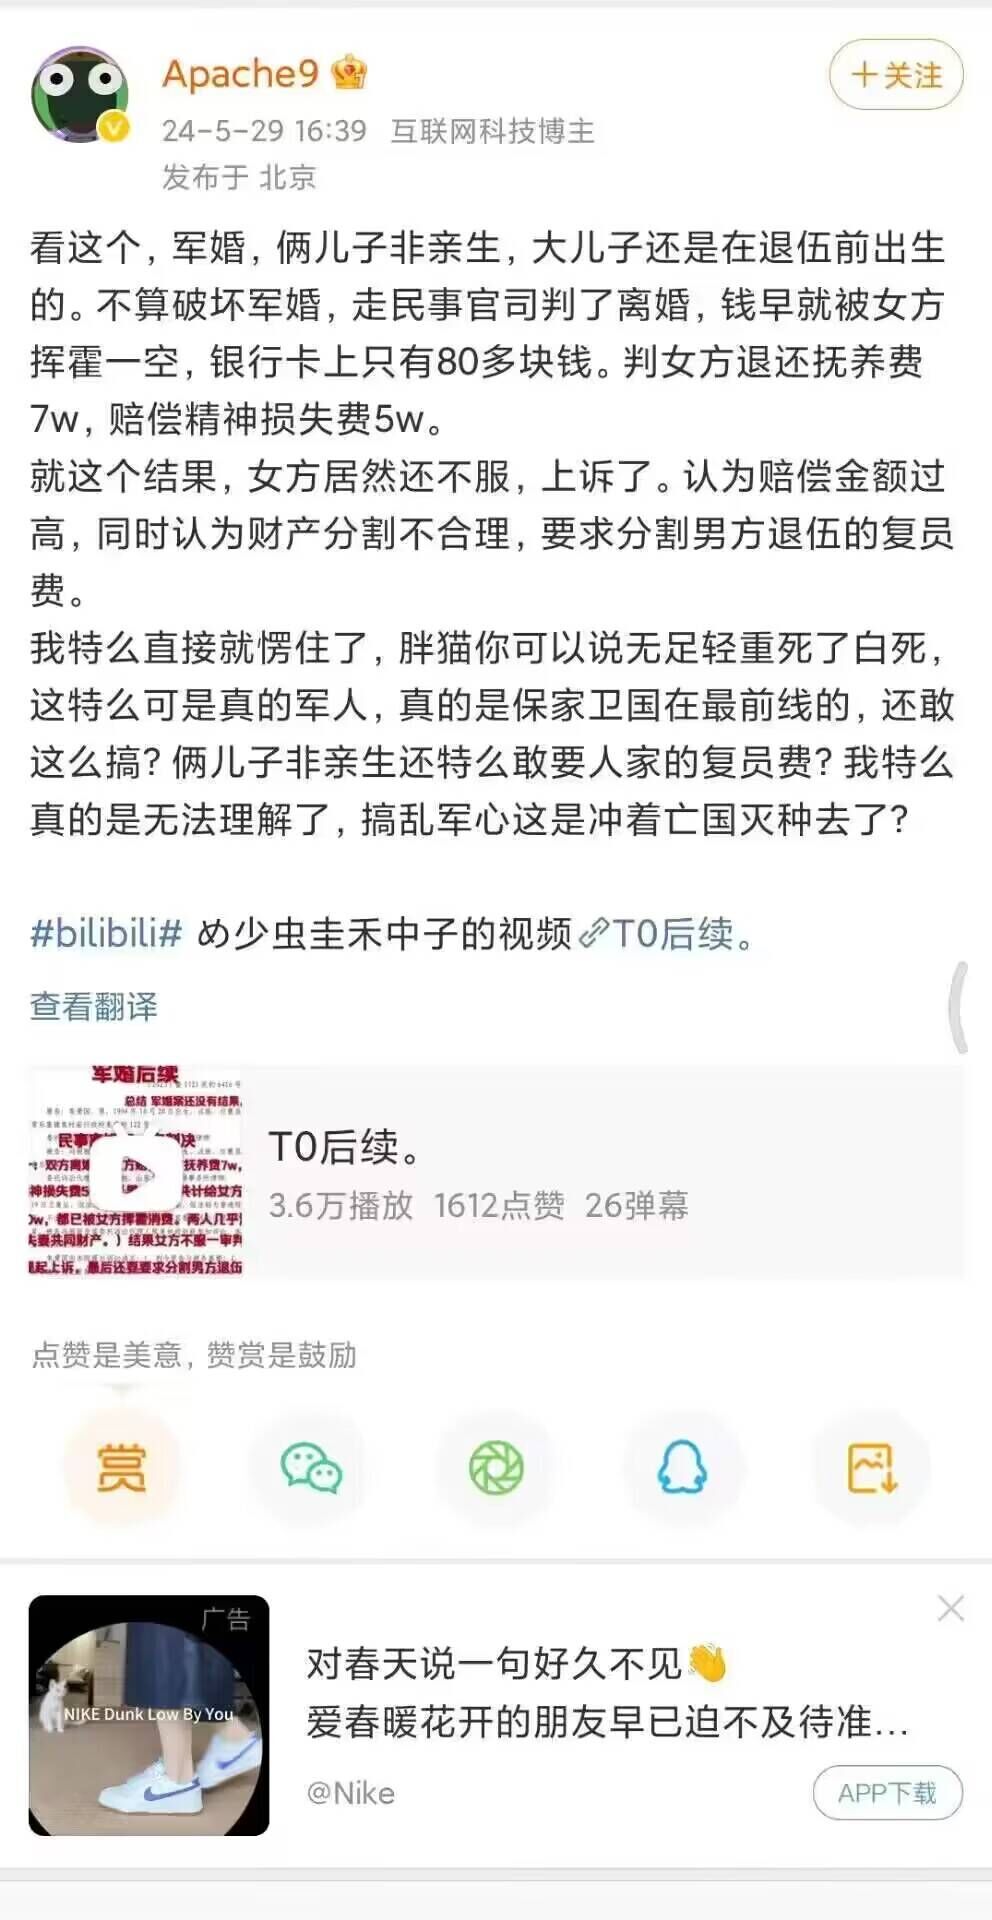 Apache9
+关注
24-5-29 16:39 互联网科技博主
发布于 北京
看这个，军婚，俩儿子非亲生，大儿子还是在退伍前出生
的。不算破坏军婚，走民事官司判了离婚，钱早就被女方
挥霍一空，银行卡上只有80多块钱。判女方退还抚养费
7w，赔偿精神损失费5w。
就这个结果，女方居然还不服，上诉了。认为赔偿金额过
高，同时认为财产分割不合理，要求分割男方退伍的复员
费。
我特么直接就愣住了，胖猫你可以说无足轻重死了白死，
这特么可是真的军人，真的是保家卫国在最前线的，还敢
这么搞？俩儿子非亲生还特么敢要人家的复员费？我特么
真的是无法理解了，搞乱军心这是冲着亡国灭种去了？
#bilibili# め少虫圭禾中子的视频 T0后续。
查看翻译
军婚后续
总结 军婚案还没有结果，
民事
判决
双方离
抚养费7w，
神损失费5
共计给女方
0w，都已被女方挥霍消费。两人几乎
夫妻共同财产。）结果女方不服一审判
起上诉，最后还要要求分割男方退伍
T0后续。
3.6万播放 1612点赞 26弹幕
点赞是美意，赞赏是鼓励
赏
广告
NIKE Dunk Low By You
对春天说一句好久不见👋
爱春暖花开的朋友早已迫不及待准...
@Nike
APP下载